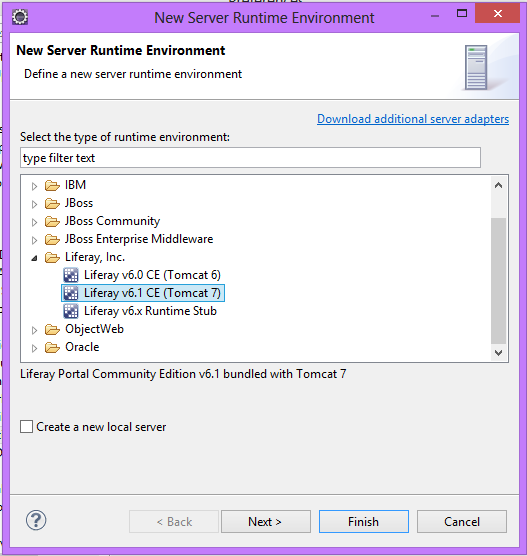 New Server Runtime Environment
New Server Runtime Environment
Define a new server runtime environment
Download additional server adapters
Select the type of runtime environment:
type filter text
IBM
JBoss
JBoss Community
JBoss Enterprise Middleware
Liferay, Inc.
Liferay v6.0 CE (Tomcat 6)
Liferay v6.1 CE (Tomcat 7)
Liferay v6.x Runtime Stub
ObjectWeb
Oracle
Liferay Portal Community Edition v6.1 bundled with Tomcat 7
Create a new local server
< Back Next > Finish Cancel